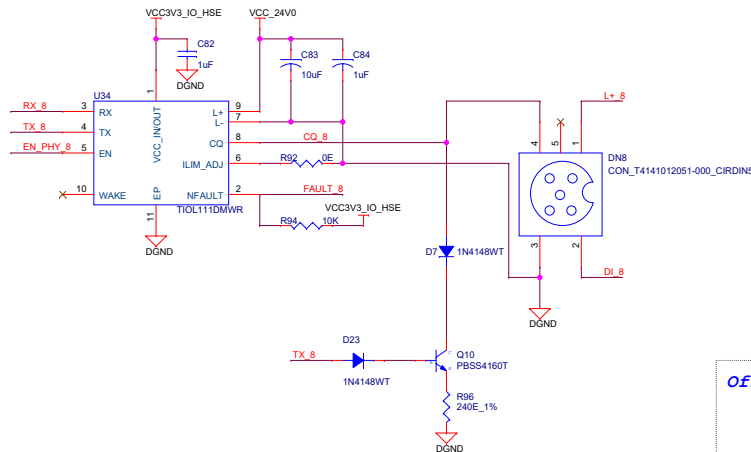 VCC3V3_IO_HSE
VCC_24V0
C82
1uF
DGND
C83
10uF
C84
1uF
U34
1
RX_8
3
RX
TX_8
4
TX
EN_PHY_8
5
EN
10
WAKE
VCC_IN/OUT
EP
11
L+
9
L-
7
CQ
8
CQ_8
ILIM_ADJ
6
R92
0E
NFAULT
2
FAULT_8
TIOL111DMWR
R94
10K
VCC3V3_IO_HSE
DGND
L+_8
4
5
1
DN8
CON_T4141012051-000_CIRDIN5
3
2
DI_8
DGND
D7
1N4148WT
D23
TX_8
1N4148WT
Q10
PBSS4160T
R96
240E_1%
DGND
Of